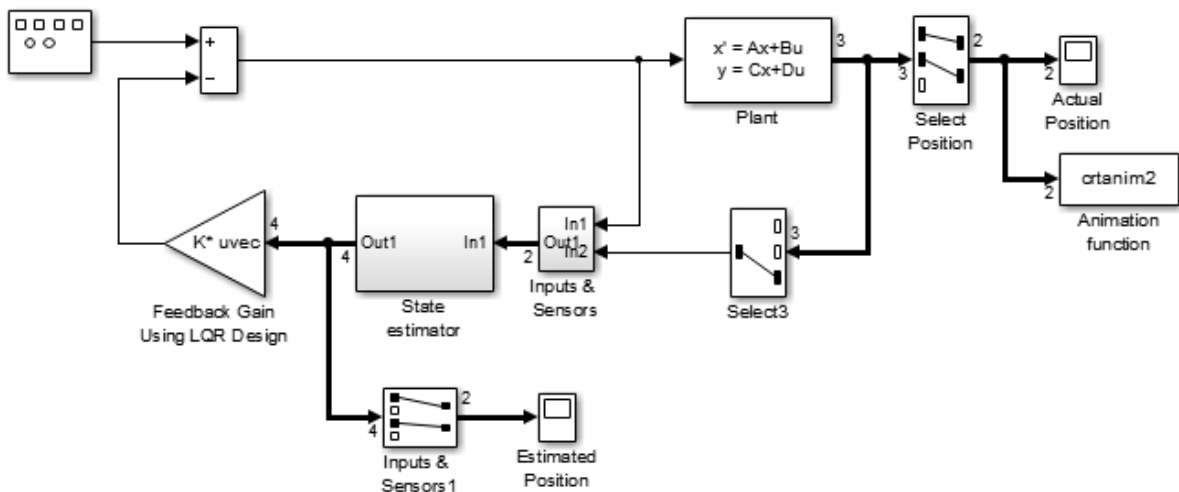 +
−
x' = Ax+Bu
y = Cx+Du
Plant
3
3
Select
Position
2
2
Actual
Position
2
crtanim2
Animation
function
K* uvec
4
Feedback Gain
Using LQR Design
Out1
In1
4
State
estimator
2
In1
Out1
In2
Inputs &
Sensors
3
Select3
4
2
Inputs &
Sensors1
Estimated
Position